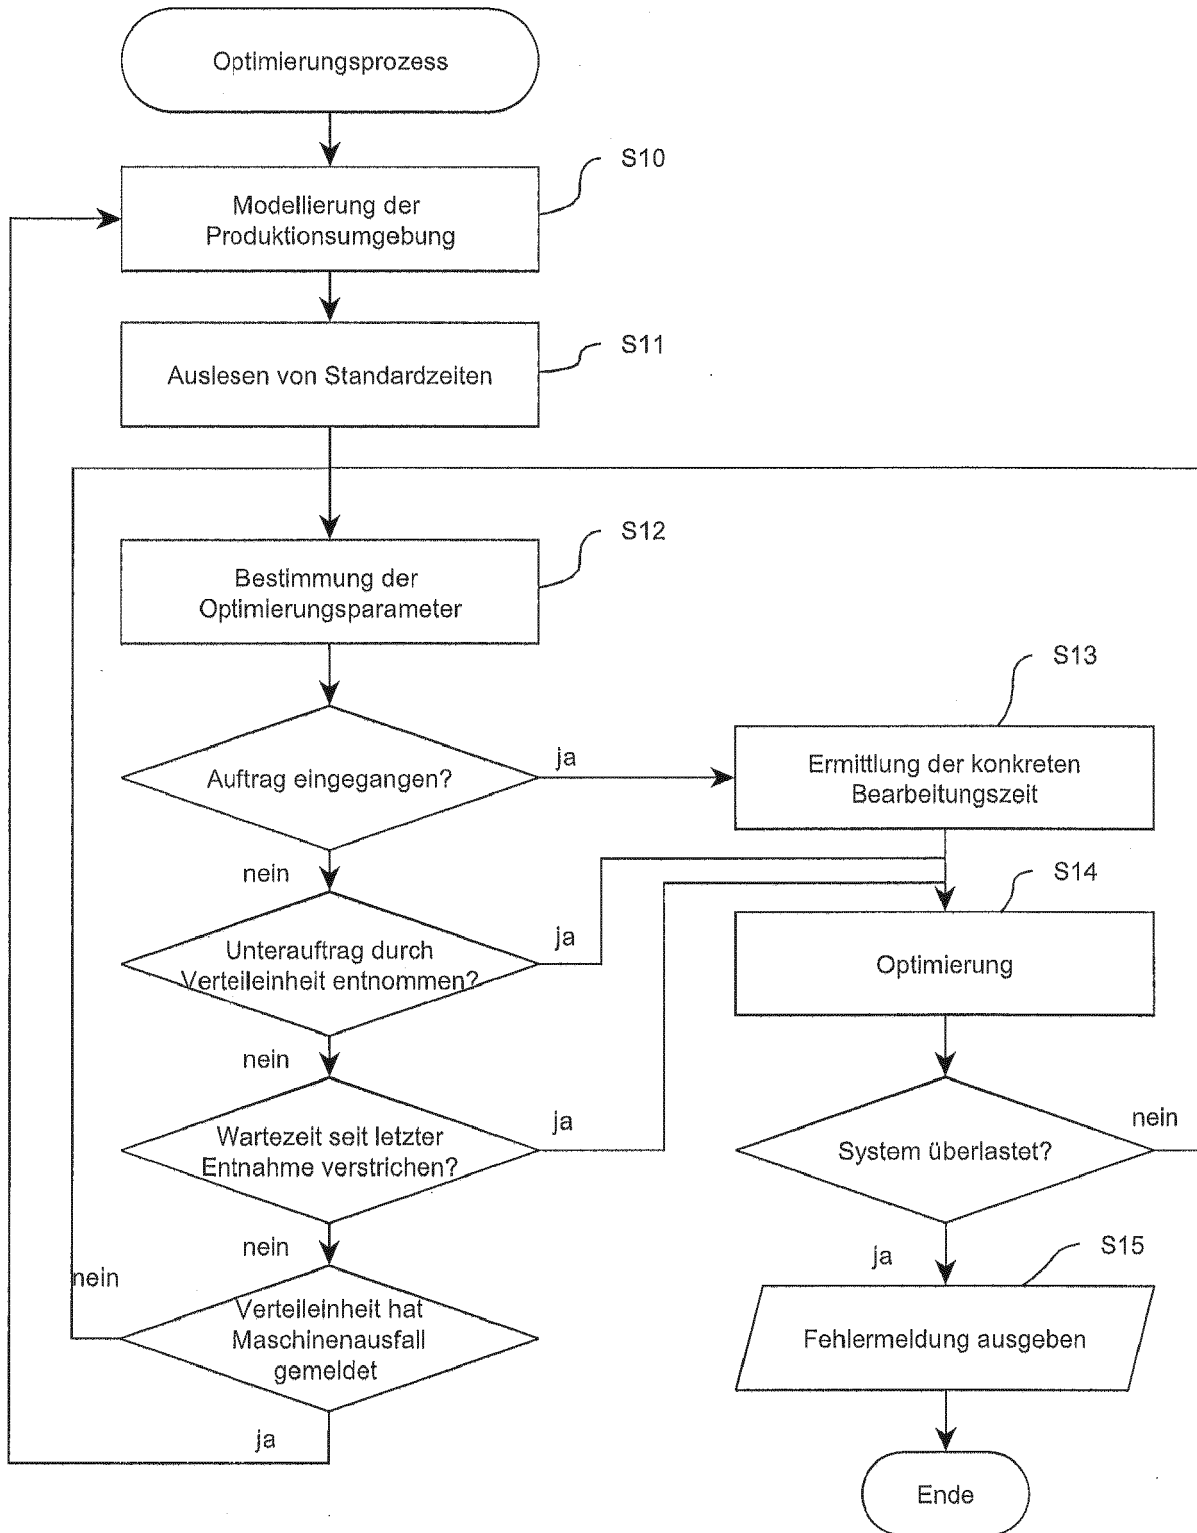 Optimierungsprozess
S10
Modellierung der
Produktionsumgebung
S11
Auslesen von Standardzeiten
S12
Bestimmung der
Optimierungsparameter
S13
Auftrag eingegangen?
ja
Ermittlung der konkreten
Bearbeitungszeit
nein
S14
Unterauftrag durch
Verteileinheit entnommen?
ja
Optimierung
nein
Wartezeit seit letzter
Entnahme verstrichen?
ja
System überlastet?
nein
nein
ja
S15
nein
Verteileinheit hat
Maschinenausfall
gemeldet
Fehlermeldung ausgeben
ja
Ende